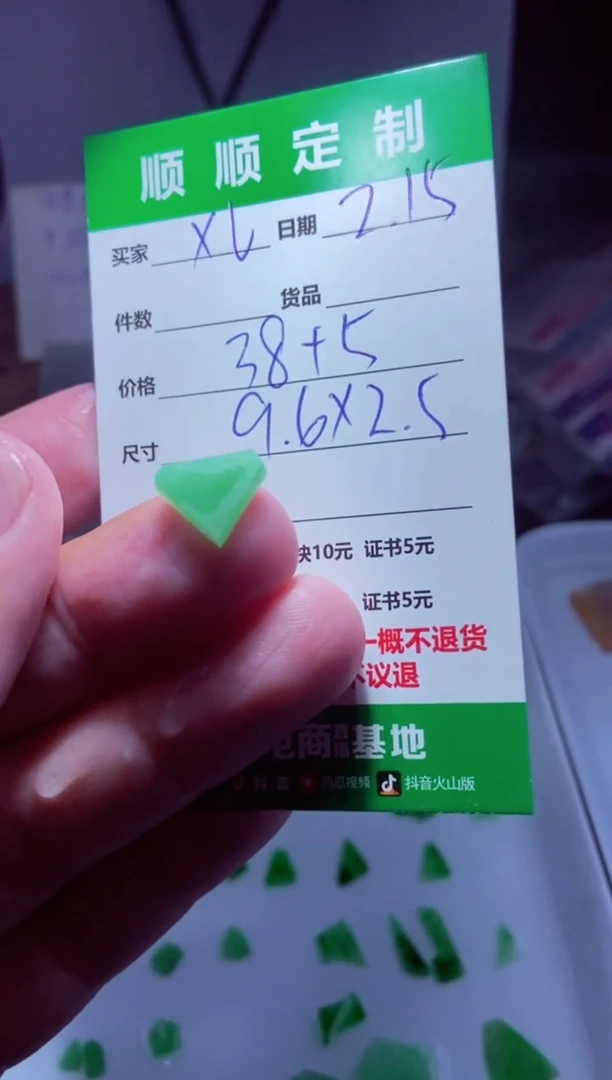 顺顺定制
买家 XL 日期 2.15
件数 货品
价格 38+5
尺寸 9.6X2.5
10元 证书5元
证书5元
一概不退货
不议退
电商 基地
抖音 西瓜视频 抖音火山版